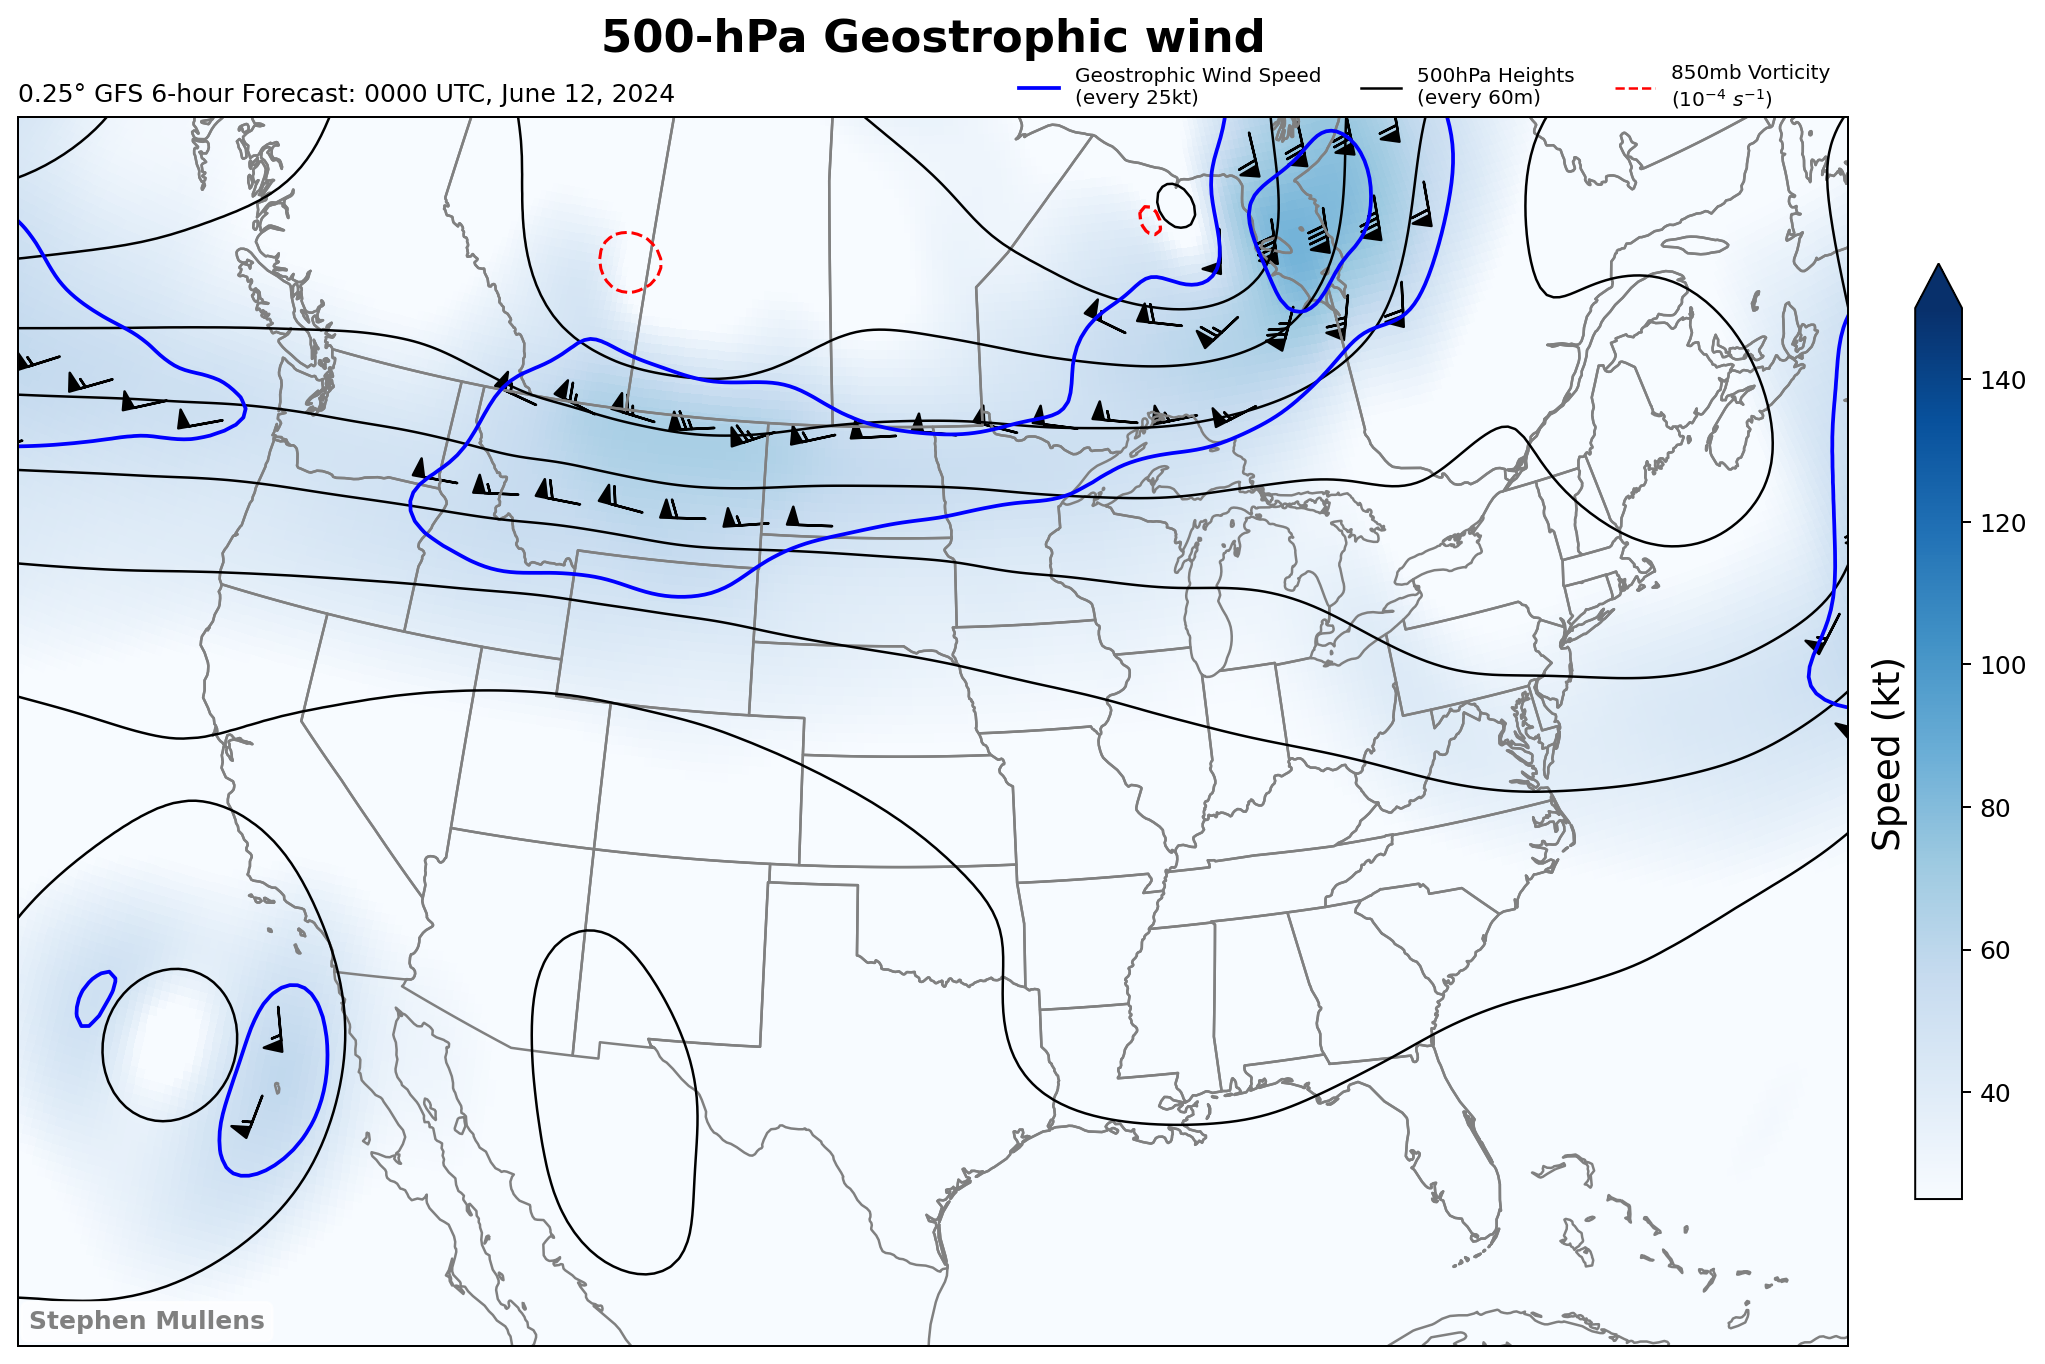 500-hPa Geostrophic wind
0.25° GFS 6-hour Forecast: 0000 UTC, June 12, 2024
Geostrophic Wind Speed
(every 25kt)
500hPa Heights
(every 60m)
850mb Vorticity
(10⁻⁴ s⁻¹)
140
120
100
80
60
40
Speed (kt)
Stephen Mullens